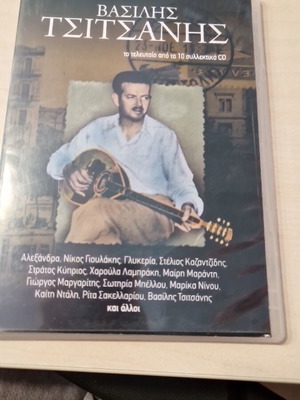 ΒΑΣΙΛΗΣ
ΤΣΙΤΣΑΝΗΣ
το τελευταίο από τα 10 συλλεκτικά CD
Αλεξάνδρα, Νίκος Γιουλάκης, Γλυκερία, Στέλιος Καζαντζίδης,
Στράτος Κύπριος, Χαρούλα Λαμπράκη, Μαίρη Μαράντη,
Γιώργος Μαργαρίτης, Σωτηρία Μπέλλου, Μαρίκα Νίνου,
Καίτη Ντάλη, Ρίτα Σακελλαρίου, Βασίλης Τσιτσάνης
και άλλοι